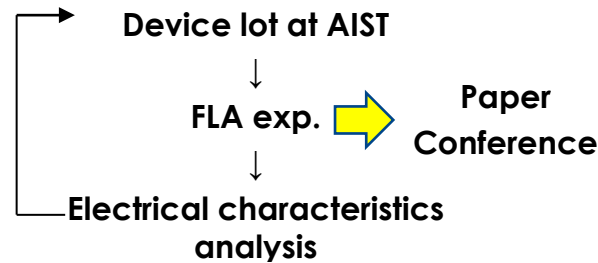 Device lot at AIST
↓
FLA exp.
Paper
Conference
↓
Electrical characteristics
analysis